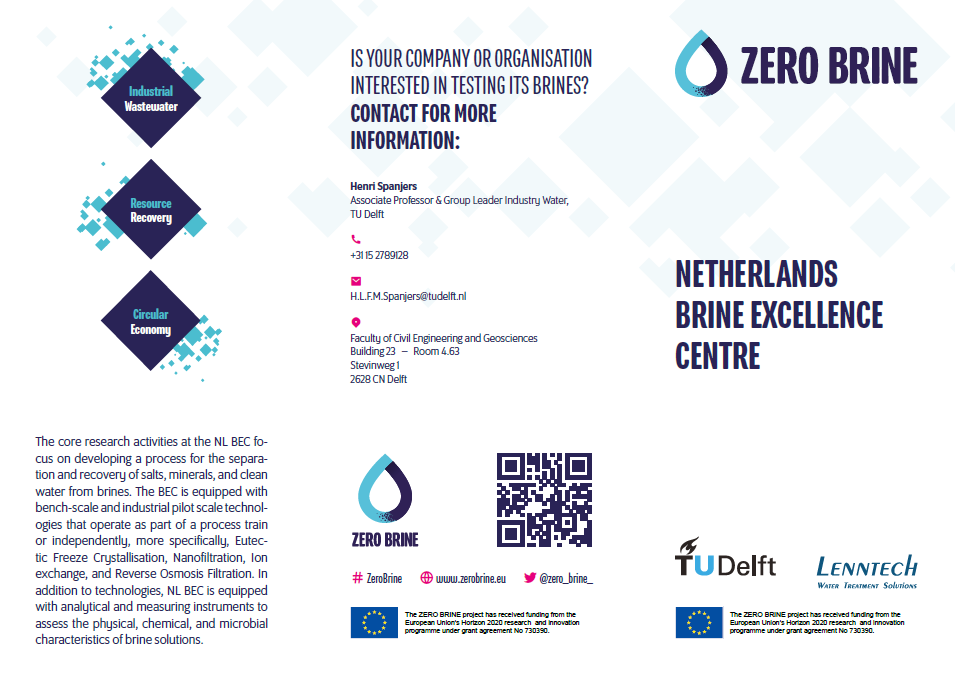 Industrial
Wastewater
Resource
Recovery
Circular
Economy
The core research activities at the NL BEC fo-
cus on developing a process for the separa-
tion and recovery of salts, minerals, and clean
water from brines. The BEC is equipped with
bench-scale and industrial pilot scale technol-
ogies that operate as part of a process train
or independently, more specifically, Eutec-
tic Freeze Crystallisation, Nanofiltration, Ion
exchange, and Reverse Osmosis Filtration. In
addition to technologies, NL BEC is equipped
with analytical and measuring instruments to
assess the physical, chemical, and microbial
characteristics of brine solutions.
IS YOUR COMPANY OR ORGANISATION
INTERESTED IN TESTING ITS BRINES?
CONTACT FOR MORE
INFORMATION:
Henri Spanjers
Associate Professor & Group Leader Industry Water,
TU Delft
+31 15 2789128
H.L.F.M.Spanjers@tudelft.nl
Faculty of Civil Engineering and Geosciences
Building 23 – Room 4.63
Stevinweg 1
2628 CN Delft
ZERO BRINE
# ZeroBrine www.zerobrine.eu @zero_brine_
The ZERO BRINE project has received funding from the
European Union's Horizon 2020 research and innovation
programme under grant agreement No 730390.
ZERO BRINE
NETHERLANDS
BRINE EXCELLENCE
CENTRE
TU Delft
LENNTECH
WATER TREATMENT SOLUTIONS
The ZERO BRINE project has received funding from the
European Union's Horizon 2020 research and innovation
programme under grant agreement No 730390.